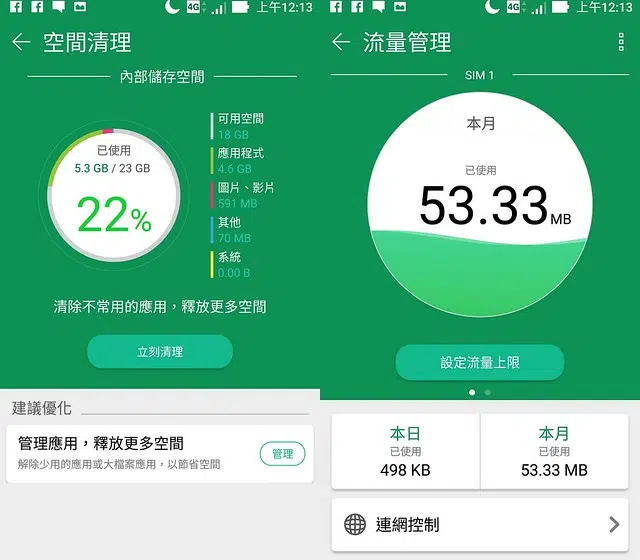 4G
上午12:13
空間清理
內部儲存空間
已使用
5.3 GB / 23 GB
22%
可用空間
18 GB
應用程式
4.6 GB
圖片、影片
591 MB
其他
70 MB
系統
0.00 B
清除不常用的應用，釋放更多空間
立刻清理
建議優化
管理應用，釋放更多空間
解除少用的應用或大檔案應用，以節省空間
管理
4G
上午12:13
流量管理
SIM 1
本月
已使用
53.33 MB
設定流量上限
本日
已使用
498 KB
本月
已使用
53.33 MB
連網控制